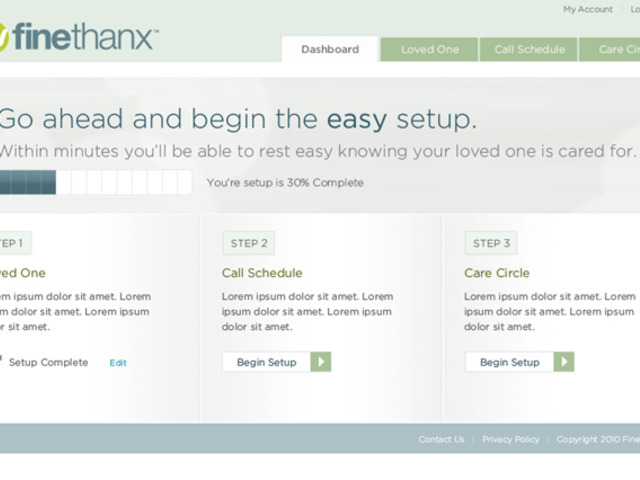 My Account | Lo
finethanx™
Dashboard Loved One Call Schedule Care Cir
Go ahead and begin the easy setup.
Within minutes you'll be able to rest easy knowing your loved one is cared for.
You're setup is 30% Complete
EP 1
ved One
em ipsum dolor sit amet. Lorem
um dolor sit amet. Lorem ipsum
or sit amet.
Setup Complete Edit
STEP 2
Call Schedule
Lorem ipsum dolor sit amet. Lorem
ipsum dolor sit amet. Lorem ipsum
dolor sit amet.
Begin Setup
STEP 3
Care Circle
Lorem ipsum dolor sit amet. Lorem
ipsum dolor sit amet. Lorem ipsum
dolor sit amet.
Begin Setup
Contact Us | Privacy Policy | Copyright 2010 Fine